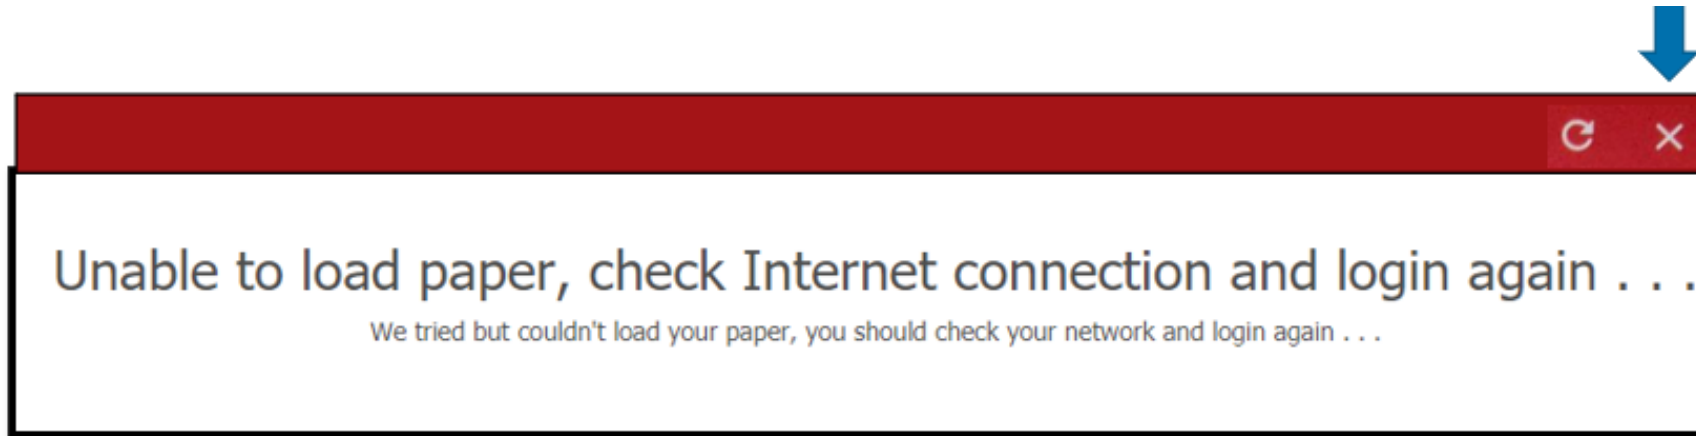 Unable to load paper, check Internet connection and login again . . .
We tried but couldn't load your paper, you should check your network and login again . . .